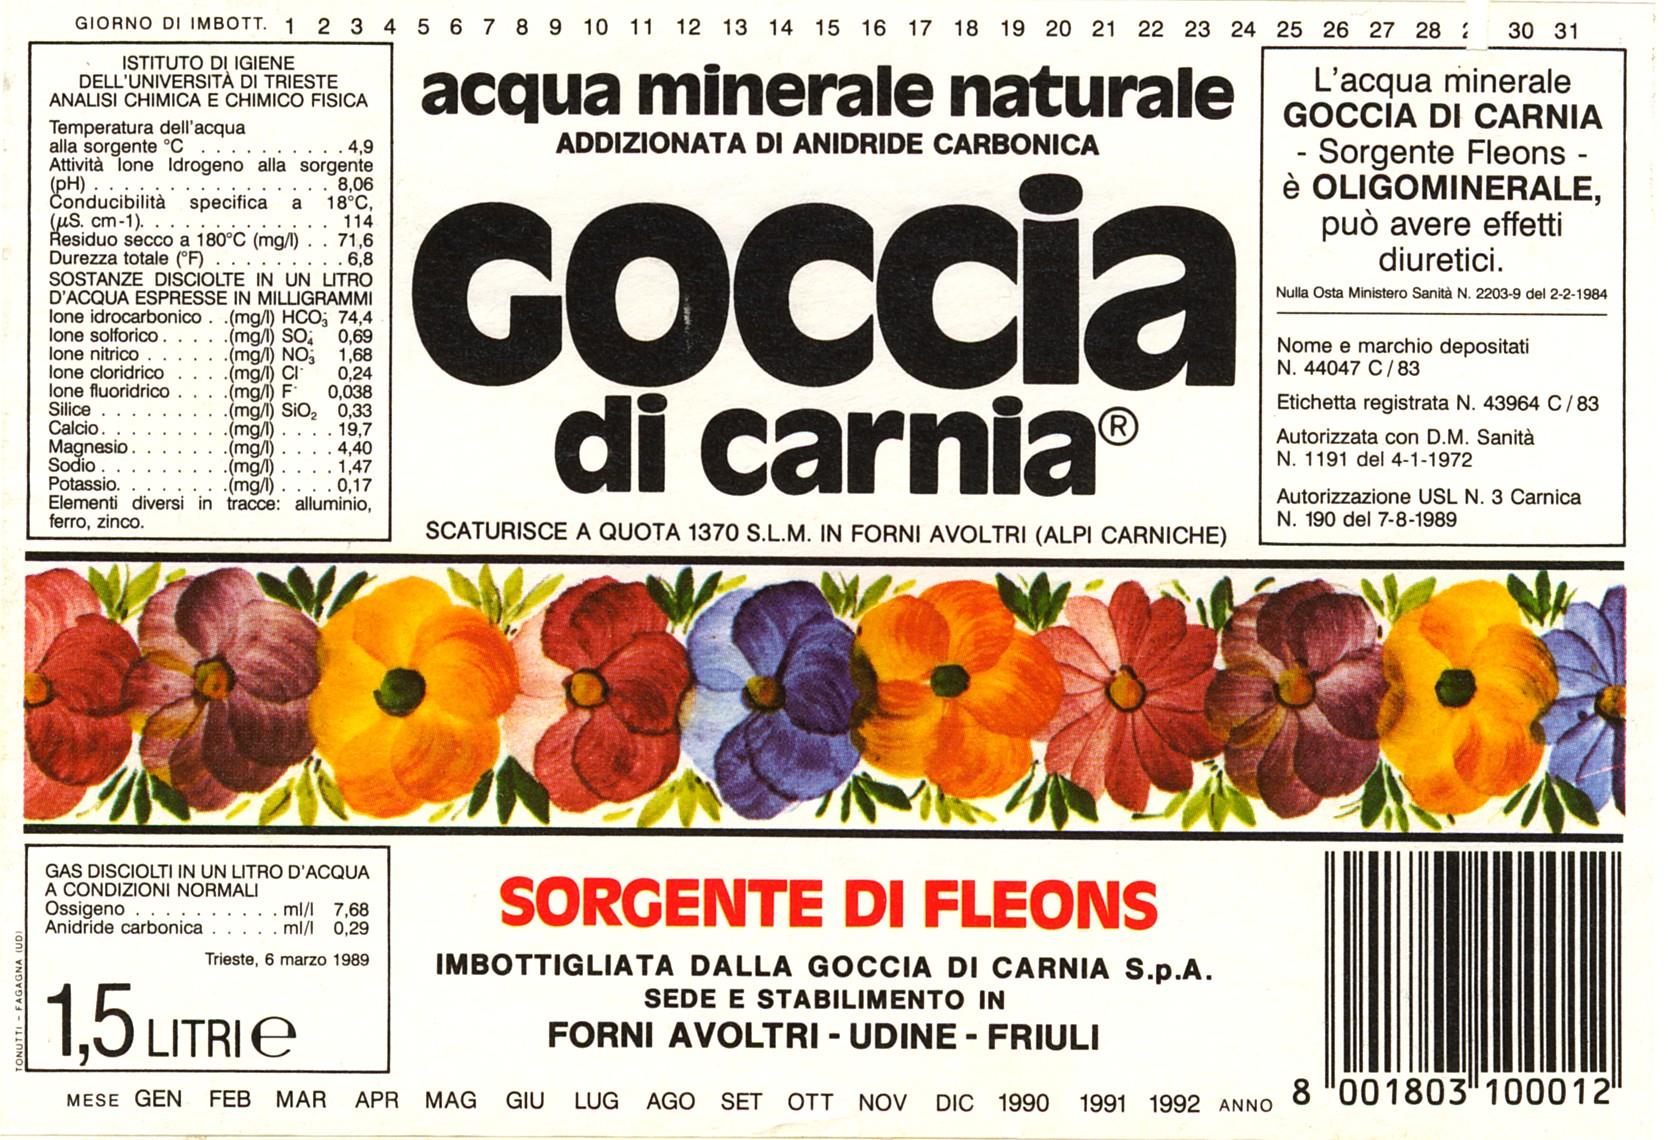 GIORNO DI IMBOTT. 1 2 3 4 5 6 7 8 9 10 11 12 13 14 15 16 17 18 19 20 21 22 23 24 25 26 27 28 30 31
ISTITUTO DI IGIENE
DELL'UNIVERSITÀ DI TRIESTE
ANALISI CHIMICA E CHIMICO FISICA
Temperatura dell'acqua
alla sorgente °C . . . . . . . . . . 4,9
Attività Ione Idrogeno alla sorgente
(pH) . . . . . . . . . . . . . . . . 8,06
Conducibilità specifica a 18°C,
(µS. cm-1). . . . . . . . . . . . . 114
Residuo secco a 180°C (mg/l) . . 71,6
Durezza totale (°F) . . . . . . . . . 6,8
SOSTANZE DISCIOLTE IN UN LITRO
D'ACQUA ESPRESSE IN MILLIGRAMMI
Ione idrocarbonico . .(mg/l) HCO₃⁻ 74,4
Ione solforico . . . . .(mg/l) SO₄⁻ 0,69
Ione nitrico . . . . . .(mg/l) NO₃⁻ 1,68
Ione cloridrico . . . .(mg/l) Cl⁻ 0,24
Ione fluoridrico . . . .(mg/l) F⁻ 0,038
Silice . . . . . . . . .(mg/l) SiO₂ 0,33
Calcio. . . . . . . . .(mg/l) . . . . 19,7
Magnesio. . . . . . .(mg/l) . . . . 4,40
Sodio . . . . . . . . .(mg/l) . . . . 1,47
Potassio. . . . . . . .(mg/l) . . . . 0,17
Elementi diversi in tracce: alluminio,
ferro, zinco.
acqua minerale naturale
ADDIZIONATA DI ANIDRIDE CARBONICA
GOCCia
di carnia®
SCATURISCE A QUOTA 1370 S.L.M. IN FORNI AVOLTRI (ALPI CARNICHE)
L'acqua minerale
GOCCIA DI CARNIA
- Sorgente Fleons -
è OLIGOMINERALE,
può avere effetti
diuretici.
Nulla Osta Ministero Sanità N. 2203-9 del 2-2-1984
Nome e marchio depositati
N. 44047 C/83
Etichetta registrata N. 43964 C/83
Autorizzata con D.M. Sanità
N. 1191 del 4-1-1972
Autorizzazione USL N. 3 Carnica
N. 190 del 7-8-1989
GAS DISCIOLTI IN UN LITRO D'ACQUA
A CONDIZIONI NORMALI
Ossigeno . . . . . . . . . . . ml/l 7,68
Anidride carbonica . . . . . ml/l 0,29
Trieste, 6 marzo 1989
1,5 LITRI ℮
TONUTTI - FAGAGNA (UD)
SORGENTE DI FLEONS
IMBOTTIGLIATA DALLA GOCCIA DI CARNIA S.p.A.
SEDE E STABILIMENTO IN
FORNI AVOLTRI - UDINE - FRIULI
8 001803 100012
MESE GEN FEB MAR APR MAG GIU LUG AGO SET OTT NOV DIC 1990 1991 1992 ANNO